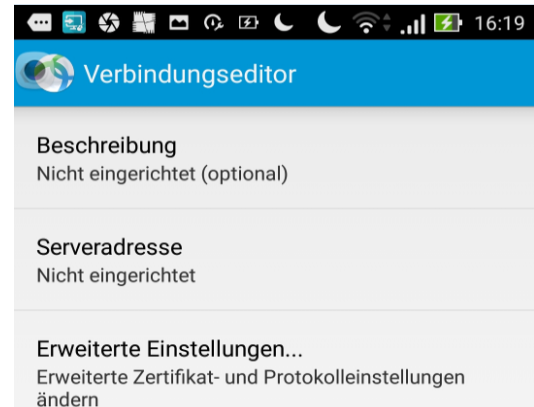 16:19
Verbindungseditor
Beschreibung
Nicht eingerichtet (optional)
Serveradresse
Nicht eingerichtet
Erweiterte Einstellungen...
Erweiterte Zertifikat- und Protokolleinstellungen
ändern